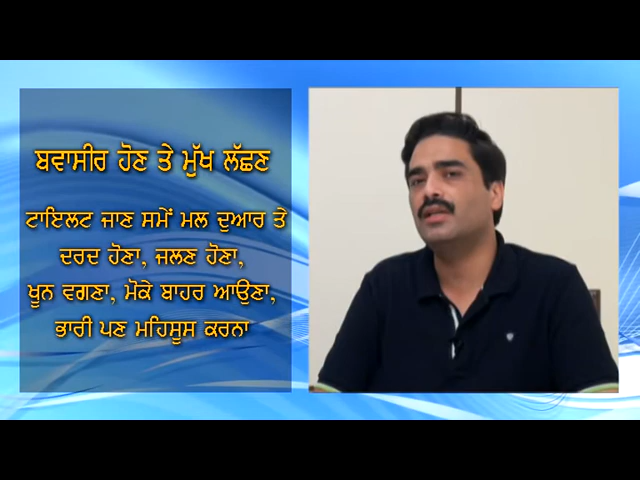 ਬਵਾਸੀਰ ਹੋਣ ਤੇ ਮੁੱਖ ਲੱਛਣ
ਟਾਇਲਟ ਜਾਣ ਸਮੇਂ ਮਲ ਦੁਆਰ ਤੇ
ਦਰਦ ਹੋਣਾ, ਜਲਣ ਹੋਣਾ,
ਖੂਨ ਵਗਣਾ, ਮੋਕੇ ਬਾਹਰ ਆਉਣਾ,
ਭਾਰੀ ਪਣ ਮਹਿਸੂਸ ਕਰਨਾ